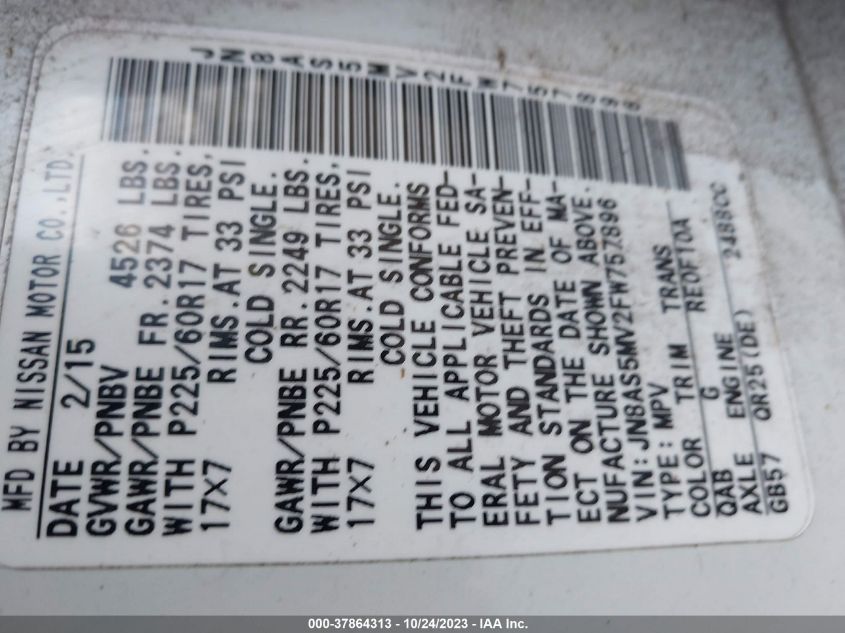 JN8AS5MV2FW757896
MFD BY NISSAN MOTOR CO.,LTD.
DATE 2/15
GVWR/PNBV 4526 LBS.
GAWR/PNBE FR.2374 LBS.
WITH P225/60R17 TIRES,
17X7 RIMS.AT 33 PSI
COLD SINGLE.
GAWR/PNBE RR.2249 LBS.
WITH P225/60R17 TIRES,
17X7 RIMS.AT 33 PSI
COLD SINGLE.
THIS VEHICLE CONFORMS
TO ALL APPLICABLE FED-
ERAL MOTOR VEHICLE SA-
FETY AND THEFT PREVEN-
TION STANDARDS IN EFF-
ECT ON THE DATE OF MA-
NUFACTURE SHOWN ABOVE.
VIN:JN8AS5MV2FW757896
TYPE:MPV
COLOR TRIM TRANS
QAB G RE0F10A
AXLE ENGINE 2488CC
GB57 QR25(DE)
000-37864313 - 10/24/2023 - IAA Inc.